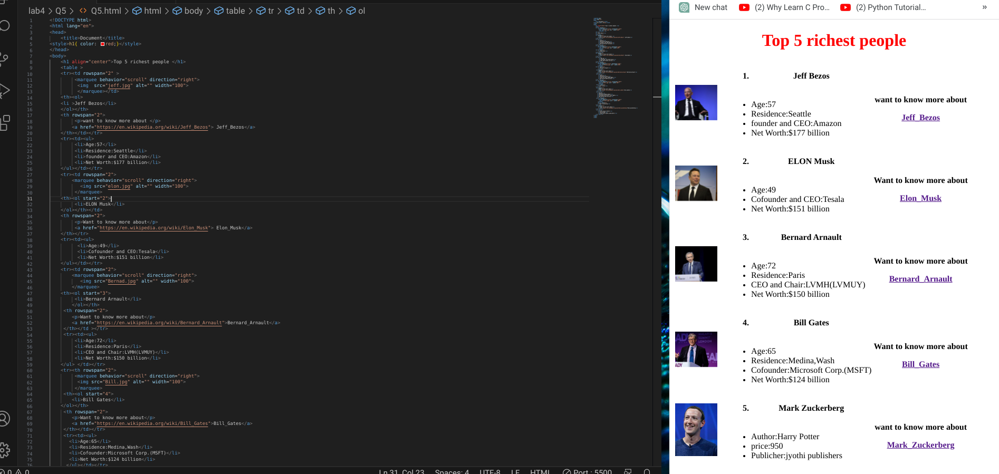 lab4 > Q5 > Q5.html > html > body > table > tr > td > th > ol
1 <!DOCTYPE html>
2 <html lang="en">
3 <head>
4 <title>Document</title>
5 <style>h1{ color: red;}</style>
6 </head>
7 <body>
8 <h1 align="center">Top 5 richest people </h1>
9 <table >
10 <tr><td rowspan="2" >
11 <marquee behavior="scroll" direction="right">
12 <img  src="jeff.jpg" alt="" width="100">
13 </marquee></td>
14 <th><ol>
15 <li >Jeff Bezos</li>
16 </ol></th>
17 <th rowspan="2">
18 <p>want to know more about </p>
19 <a href="https://en.wikipedia.org/wiki/Jeff_Bezos"> Jeff_Bezos</a>
20 </th></td></tr>
21 <tr><td><ul>
22 <li>Age:57</li>
23 <li>Residence:Seattle</li>
24 <li>founder and CEO:Amazon</li>
25 <li>Net Worth:$177 billion</li>
26 </ul></td></tr>
27 <tr><td rowspan="2">
28 <marquee behavior="scroll" direction="right">
29 <img src="elon.jpg" alt="" width="100">
30 </marquee>
31 <th><ol start="2">
32 <li>ELON Musk</li>
33 </ol></th></td>
34 <th rowspan="2">
35 <p>Want to know more about</p>
36 <a href="https://en.wikipedia.org/wiki/Elon_Musk"> Elon_Musk</a>
37 </th></tr>
38 <tr><td><ul>
39 <li>Age:49</li>
40 <li>Cofounder and CEO:Tesala</li>
41 <li>Net Worth:$151 billion</li>
42 </ul></td></tr>
43 <tr><td rowspan="2">
44 <marquee behavior="scroll" direction="right">
45 <img src="Bernad.jpg" alt="" width="100">
46 </marquee>
47 <th><ol start="3">
48 <li>Bernard Arnault</li>
49 </ol></th>
50 <th rowspan="2">
51 <p>Want to know more about</p>
52 <a href="https://en.wikipedia.org/wiki/Bernard_Arnault">Bernard_Arnault</a>
53 </th></td ></tr>
54 <tr><td><ul>
55 <li>Age:72</li>
56 <li>Residence:Paris</li>
57 <li>CEO and Chair:LVMH(LVMUY)</li>
58 <li>Net Worth:$150 billion</li>
59 </ul> </td></tr>
60 <tr><th rowspan="2">
61 <marquee behavior="scroll" direction="right">
62 <img src="Bill.jpg" alt="" width="100">
63 </marquee>
64 <th><ol start="4">
65 <li>Bill Gates</li>
66 </ol></th>
67 <th rowspan="2">
68 <p>Want to know more about</p>
69 <a href="https://en.wikipedia.org/wiki/Bill_Gates">Bill_Gates</a>
70 </th></td></tr>
71 <tr><td><ul>
72 <li>Age:65</li>
73 <li>Residence:Medina,Wash</li>
74 <li>Cofounder:Microsoft Corp.(MSFT)</li>
75 <li>Net Worth:$124 billion</li>
76 </ul></td></tr>
0 0
Ln 31, Col 23 Spaces: 4 UTF-8 LF HTML Port : 5500
New chat (2) Why Learn C Pro... (2) Python Tutorial... »
Top 5 richest people
1. Jeff Bezos
• Age:57
• Residence:Seattle
• founder and CEO:Amazon
• Net Worth:$177 billion
want to know more about
Jeff_Bezos
2. ELON Musk
• Age:49
• Cofounder and CEO:Tesala
• Net Worth:$151 billion
Want to know more about
Elon_Musk
3. Bernard Arnault
• Age:72
• Residence:Paris
• CEO and Chair:LVMH(LVMUY)
• Net Worth:$150 billion
Want to know more about
Bernard_Arnault
4. Bill Gates
• Age:65
• Residence:Medina,Wash
• Cofounder:Microsoft Corp.(MSFT)
• Net Worth:$124 billion
Want to know more about
Bill_Gates
5. Mark Zuckerberg
• Author:Harry Potter
• price:950
• Publicher:jyothi publishers
want to know more about
Mark_Zuckerberg